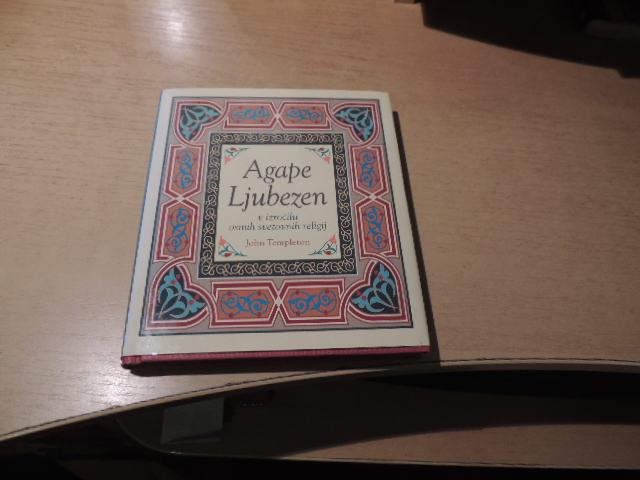 Agape
Ljubezen
v izročilu
osmih svetovnih religij
John Templeton